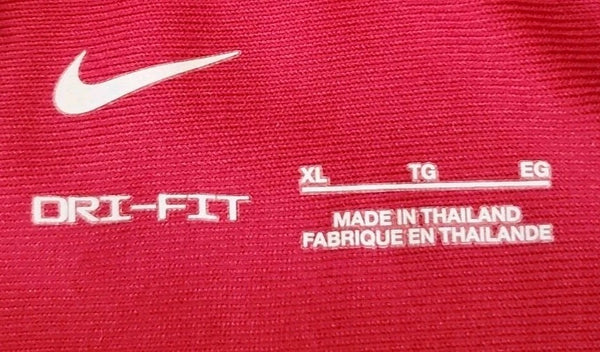 DRI-FIT
XL TG EG
MADE IN THAILAND
FABRIQUE EN THAILANDE